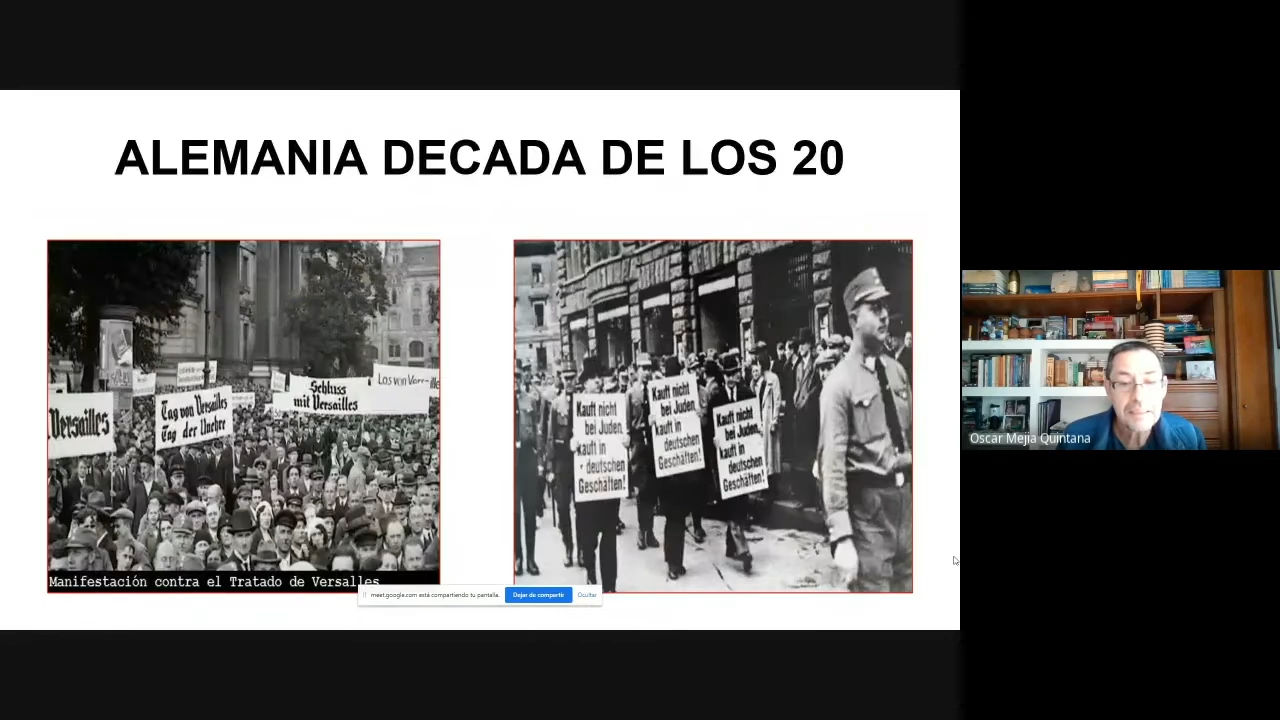 ALEMANIA DECADA DE LOS 20
Versailles
Tag von Versailles
Tag der Unehre
Schluss
mit Versailles
Los von
Manifestación contra el Tratado de Versalles
Kauft nicht
bei Juden,
kauft in
deutschen
Geschäften!
Kauft nicht
bei Juden,
kauft in
deutschen
Geschäften!
Kauft nicht
bei Juden,
kauft in
deutschen
Geschäften!
meet.google.com está compartiendo tu pantalla.
Dejar de compartir
Ocultar
Oscar Mejia Quintana